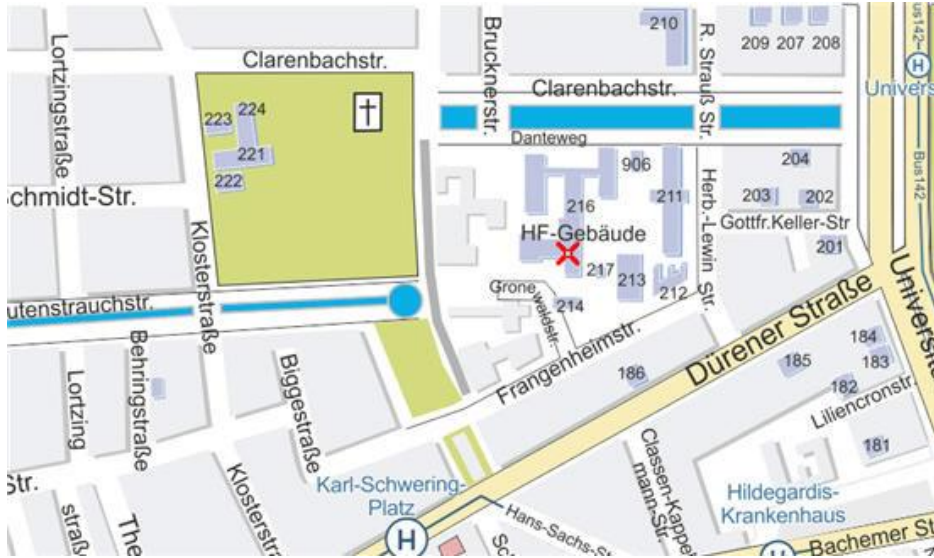 Lortzingstraße
Clarenbachstr.
Brucknerstr.
210
R. Strauß Str.
209
207
208
Bus142
H
Univers
Clarenbachstr.
Danteweg
223
224
221
222
chmidt-Str.
Klosterstraße
906
216
211
HF-Gebäude
Herb.-Lewin Str.
204
203
202
Gottfr.Keller-Str
201
Bus142
217
213
212
214
Grone
waldstr.
utenstrauchstr.
Behringstraße
Biggestraße
Lortzing
straße
Frangenheimstr.
186
Dürener Straße
185
184
183
182
Liliencronstr.
181
Str.
The
Klosterstra
Karl-Schwering-
Platz
H
Hans-Sachs-St
Classen-Kappel
mann-Str.
Hildegardis-
Krankenhaus
H
Bachemer St